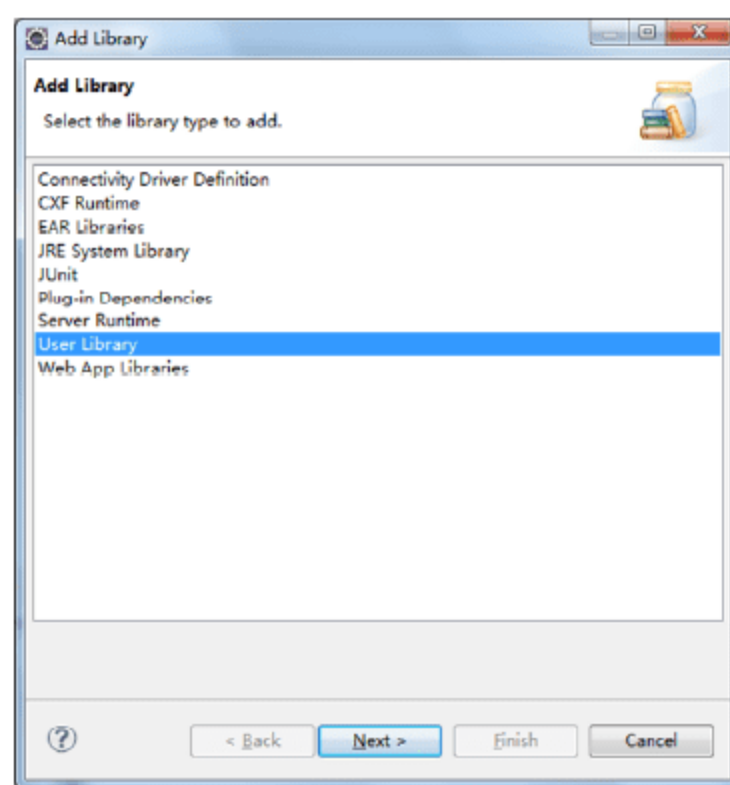 Add Library
Add Library
Select the library type to add.
Connectivity Driver Definition
CXF Runtime
EAR Libraries
JRE System Library
JUnit
Plug-in Dependencies
Server Runtime
User Library
Web App Libraries
? < Back Next > Finish Cancel